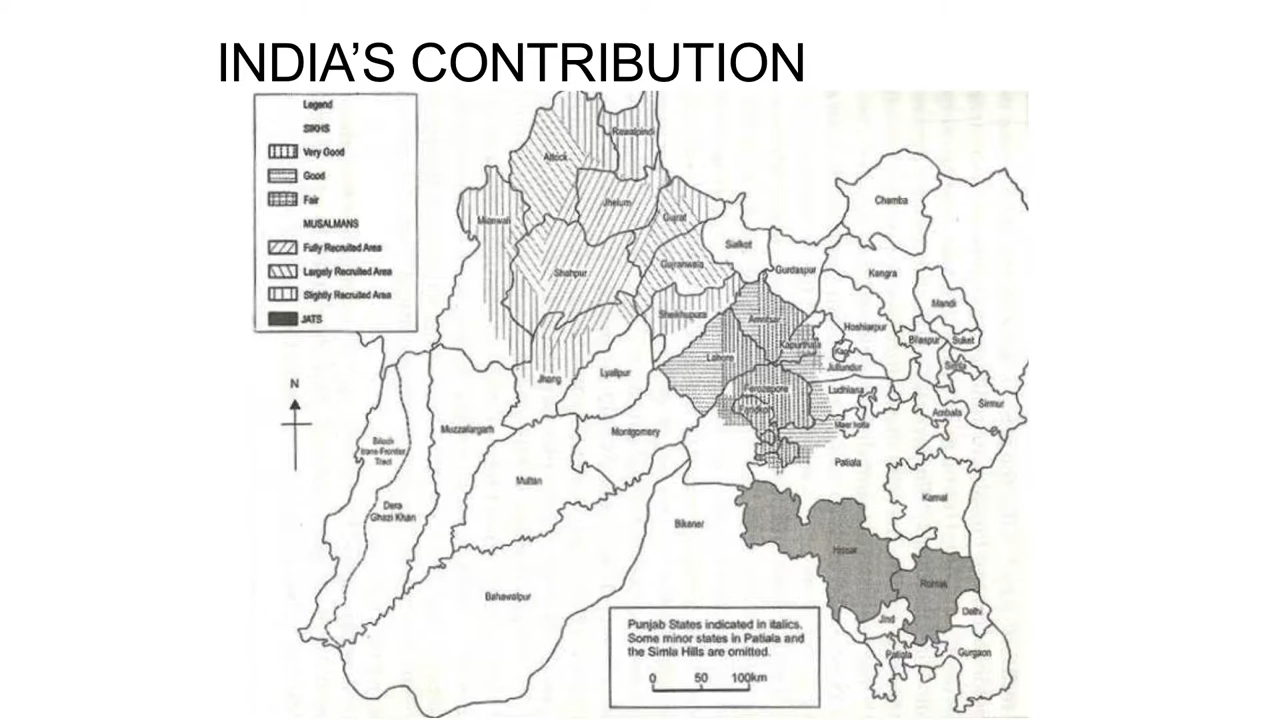 INDIA'S CONTRIBUTION
Legend
SIKHS
Very Good
Good
Fair
MUSALMANS
Fully Recruited Area
Largely Recruited Area
Slightly Recruited Area
JATS
N
Rawalpindi
Attock
Jhelum
Mianwali
Gujrat
Chamba
Sialkot
Shahpur
Gujranwala
Gurdaspur
Kangra
Mandi
Sheikhupura
Amritsar
Hoshiarpur
Bilaspur
Suket
Kapurthala
Lahore
Jullundur
Simla
Jhang
Lyallpur
Ferozepore
Ludhiana
Sirmur
Faridkot
Ambala
Maler Kotla
Muzzafargarh
Montgomery
Biloch
trans-Frontier
Tract
Patiala
Multan
Karnal
Dera
Ghazi Khan
Bikaner
Hissar
Rohtak
Bahawalpur
Delhi
Jind
Patiala
Gurgaon
Punjab States indicated in italics.
Some minor states in Patiala and
the Simla Hills are omitted.
0 50 100km